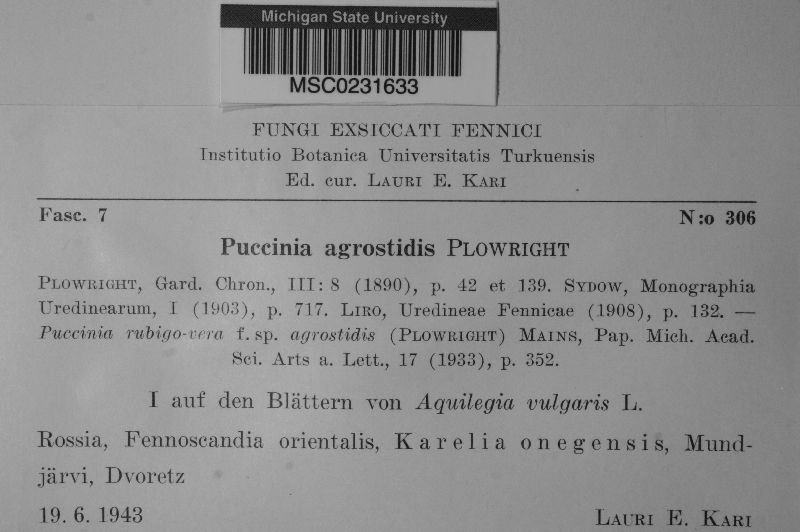 Michigan State University
MSC0231633
FUNGI EXSICCATI FENNICI
Institutio Botanica Universitatis Turkuensis
Ed. cur. LAURI E. KARI
Fasc. 7 N:o 306
Puccinia agrostidis PLOWRIGHT
PLOWRIGHT, Gard. Chron., III: 8 (1890), p. 42 et 139. SYDOW, Monographia
Uredinearum, I (1903), p. 717. LIRO, Uredineae Fennicae (1908), p. 132. —
Puccinia rubigo-vera f. sp. agrostidis (PLOWRIGHT) MAINS, Pap. Mich. Acad.
Sci. Arts a. Lett., 17 (1933), p. 352.
I auf den Blättern von Aquilegia vulgaris L.
Rossia, Fennoscandia orientalis, Karelia onegensis, Mund-
järvi, Dvoretz
19. 6. 1943 LAURI E. KARI